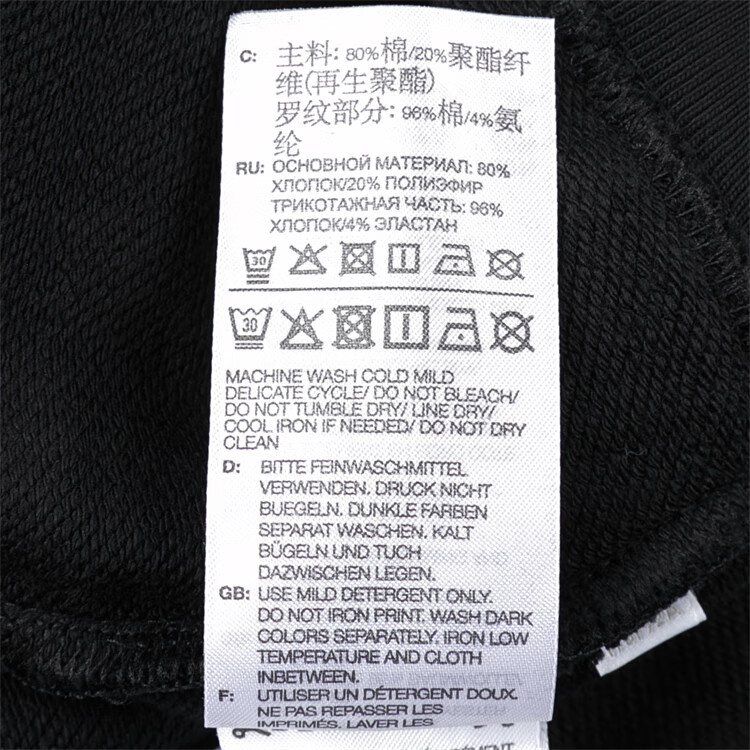 C: 主料: 80%棉/20%聚酯纤
维(再生聚酯)
罗纹部分: 96%棉/4%氨
纶
RU: ОСНОВНОЙ МАТЕРИАЛ: 80%
ХЛОПОК/20% ПОЛИЭФИР
ТРИКОТАЖНАЯ ЧАСТЬ: 96%
ХЛОПОК/4% ЭЛАСТАН
30
30
MACHINE WASH COLD MILD
DELICATE CYCLE/ DO NOT BLEACH/
DO NOT TUMBLE DRY/ LINE DRY/
COOL IRON IF NEEDED/ DO NOT DRY
CLEAN
D: BITTE FEINWASCHMITTEL
VERWENDEN. DRUCK NICHT
BUEGELN. DUNKLE FARBEN
SEPARAT WASCHEN. KALT
BÜGELN UND TUCH
DAZWISCHEN LEGEN.
GB: USE MILD DETERGENT ONLY.
DO NOT IRON PRINT. WASH DARK
COLORS SEPARATELY. IRON LOW
TEMPERATURE AND CLOTH
INBETWEEN.
F: UTILISER UN DÉTERGENT DOUX.
NE PAS REPASSER LES
IMPRIMÉS. LAVER LES